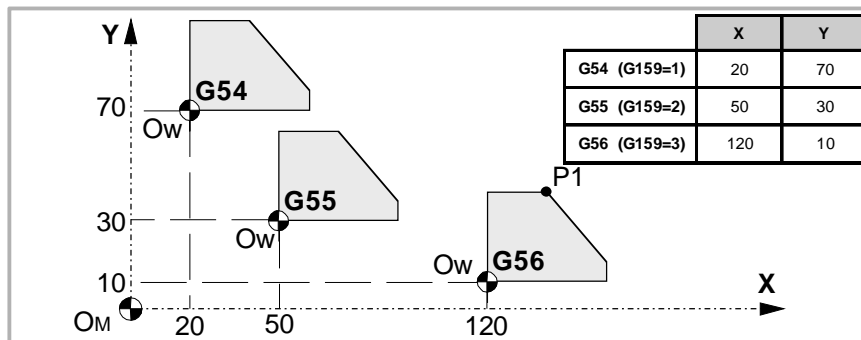 Y
X Y
G54 (G159=1) 20 70
G55 (G159=2) 50 30
G56 (G159=3) 120 10
70
G54
Ow
P1
30
G55
Ow
10
Ow
G56
X
OM
20 50 120